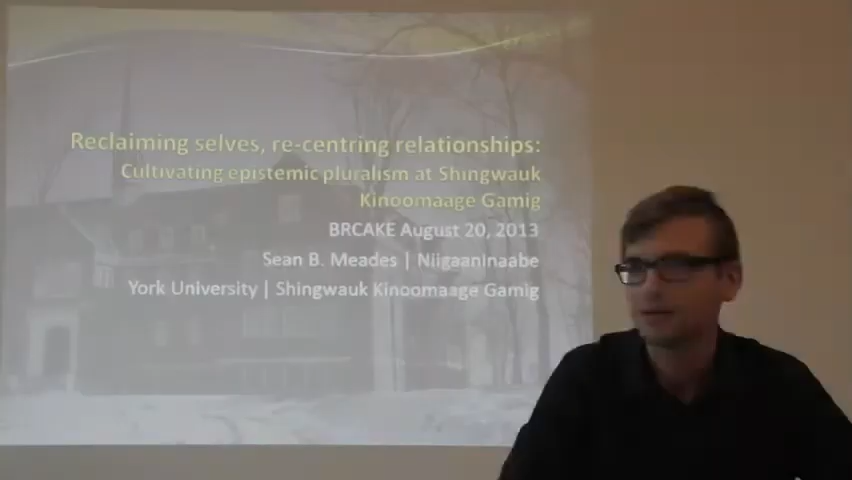 Reclaiming selves, re-centring relationships:
Cultivating epistemic pluralism at Shingwauk
Kinoomaage Gamig
BRCAKE August 20, 2013
Sean B. Meades | Niigaaninaabe
York University | Shingwauk Kinoomaage Gamig